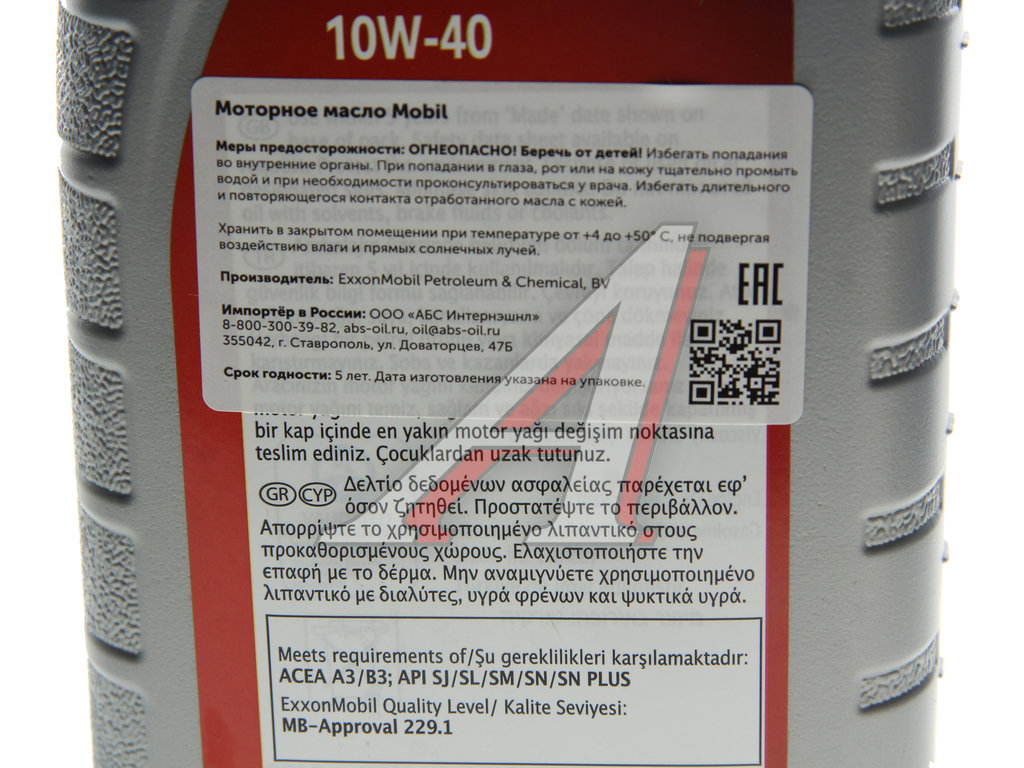 10W-40
Моторное масло Mobil
Меры предосторожности: ОГНЕОПАСНО! Беречь от детей! Избегать попадания
во внутренние органы. При попадании в глаза, рот или на кожу тщательно промыть
водой и при необходимости проконсультироваться у врача. Избегать длительного
и повторяющегося контакта отработанного масла с кожей.
Хранить в закрытом помещении при температуре от +4 до +50° С, не подвергая
воздействию влаги и прямых солнечных лучей.
Производитель: ExxonMobil Petroleum & Chemical, BV
EAC
Импортёр в России: ООО «АБС Интернэшнл»
8-800-300-39-82, abs-oil.ru, oil@abs-oil.ru
355042, г. Ставрополь, ул. Доваторцев, 47Б
Срок годности: 5 лет. Дата изготовления указана на упаковке.
bir kap içinde en yakın motor yağı değişim noktasına
teslim ediniz. Çocuklardan uzak tutunuz.
GR CYP Δελτίο δεδομένων ασφαλείας παρέχεται εφ'
όσον ζητηθεί. Προστατέψτε το περιβάλλον.
Απορρίψτε το χρησιμοποιημένο λιπαντικό στους
προκαθορισμένους χώρους. Ελαχιστοποιήστε την
επαφή με το δέρμα. Μην αναμιγνύετε χρησιμοποιημένο
λιπαντικό με διαλύτες, υγρά φρένων και ψυκτικά υγρά.
Meets requirements of/Şu gereklilikleri karşılamaktadır:
ACEA A3/B3; API SJ/SL/SM/SN/SN PLUS
ExxonMobil Quality Level/ Kalite Seviyesi:
MB-Approval 229.1